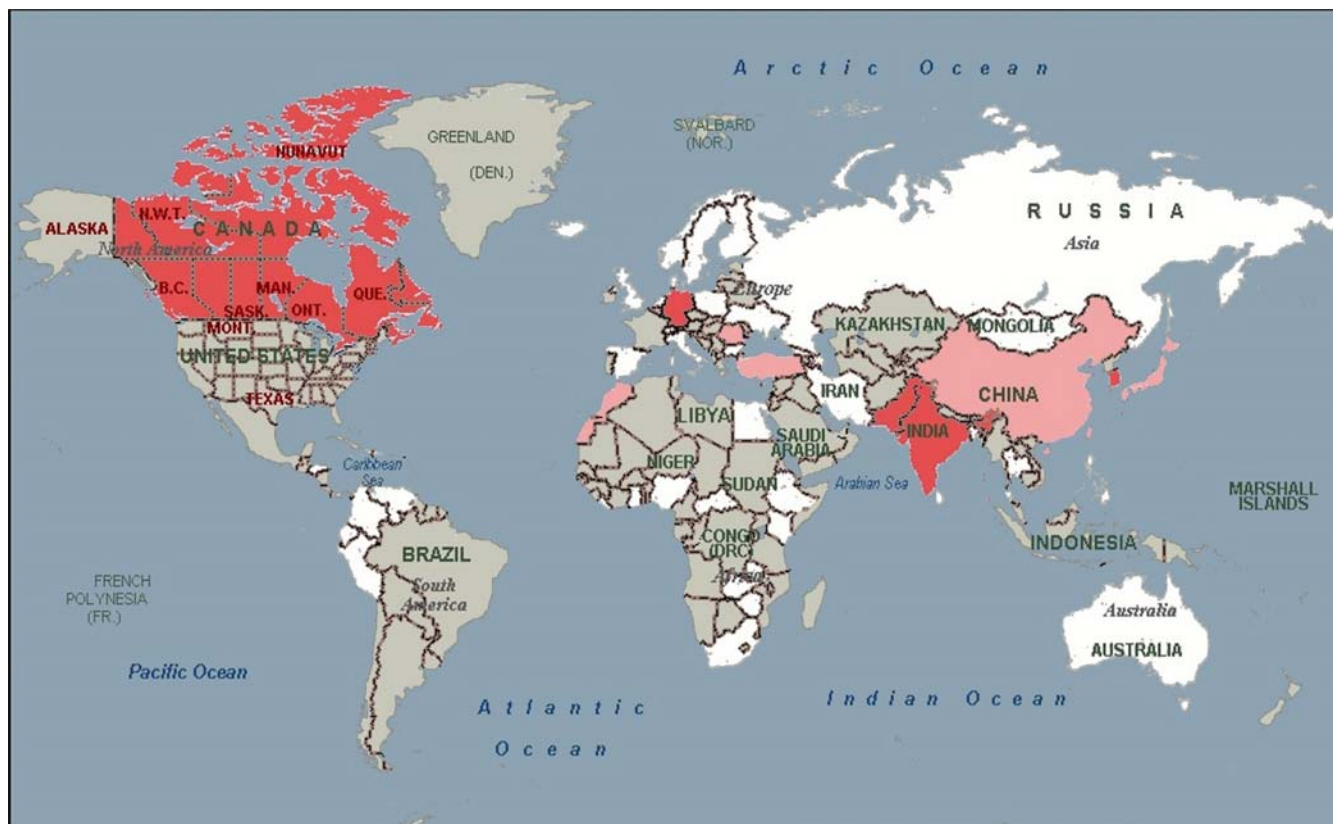 Arctic Ocean
GREENLAND
(DEN.)
SVALBARD
(NOR.)
NUNAVUT
RUSSIA
Asia
N.W.T.
CANADA
ALASKA
North America
B.C.
MAN.
QUE.
SASK.
ONT.
Europe
MONT.
KAZAKHSTAN
MONGOLIA
UNITED STATES
IRAN
CHINA
TEXAS
LIBYA
INDIA
SAUDI
ARABIA
Caribbean
Sea
NIGER
SUDAN
Arabian Sea
MARSHALL
ISLANDS
CONGO
(DRC)
INDONESIA
BRAZIL
Africa
South
America
FRENCH
POLYNESIA
(FR.)
Australia
AUSTRALIA
Pacific Ocean
Indian Ocean
Atlantic
Ocean